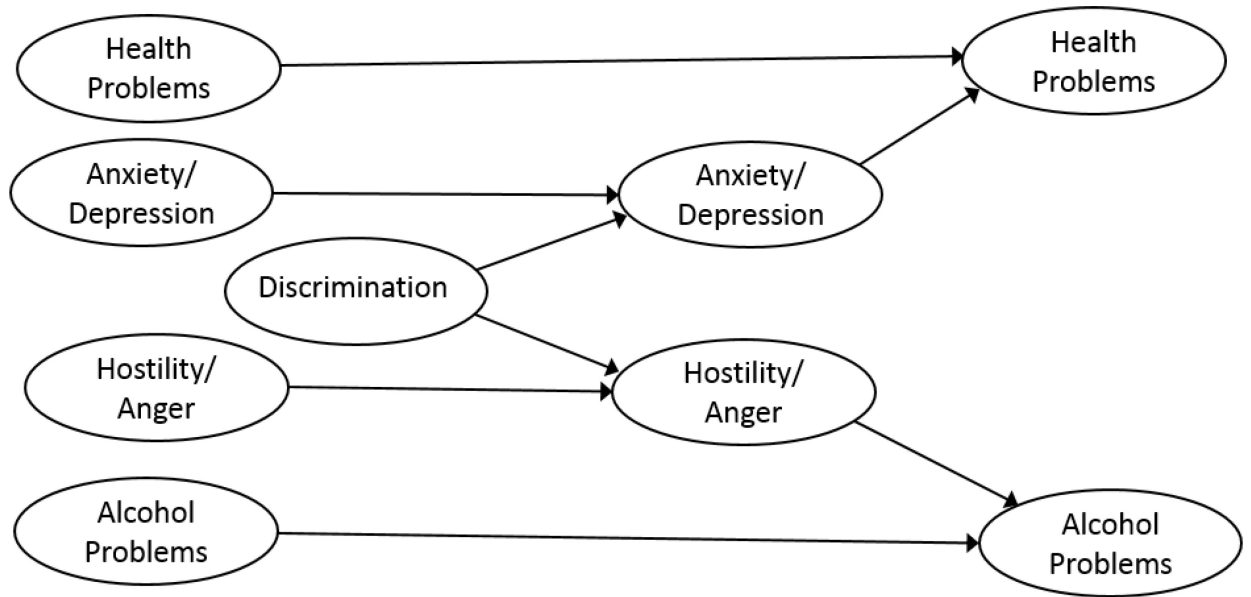 Health
Problems
Health
Problems
Anxiety/
Depression
Anxiety/
Depression
Discrimination
Hostility/
Anger
Hostility/
Anger
Alcohol
Problems
Alcohol
Problems